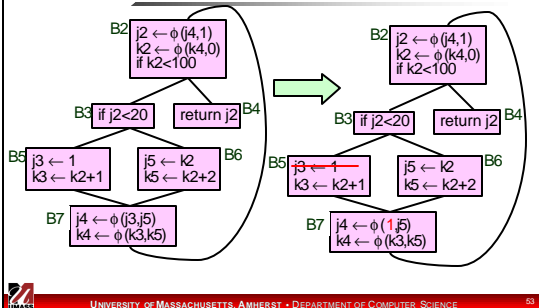 B2
j2 ← ϕ(j4,1)
k2 ← ϕ(k4,0)
if k2<100
B3
if j2<20
return j2
B4
B5
j3 ← 1
k3 ← k2+1
j5 ← k2
k5 ← k2+2
B6
B7
j4 ← ϕ(j3,j5)
k4 ← ϕ(k3,k5)
B2
j2 ← ϕ(j4,1)
k2 ← ϕ(k4,0)
if k2<100
B3
if j2<20
return j2
B4
B5
j3 ← 1
k3 ← k2+1
j5 ← k2
k5 ← k2+2
B6
B7
j4 ← ϕ(1,j5)
k4 ← ϕ(k3,k5)
UMASS
UNIVERSITY OF MASSACHUSETTS, AMHERST • DEPARTMENT OF COMPUTER SCIENCE
53